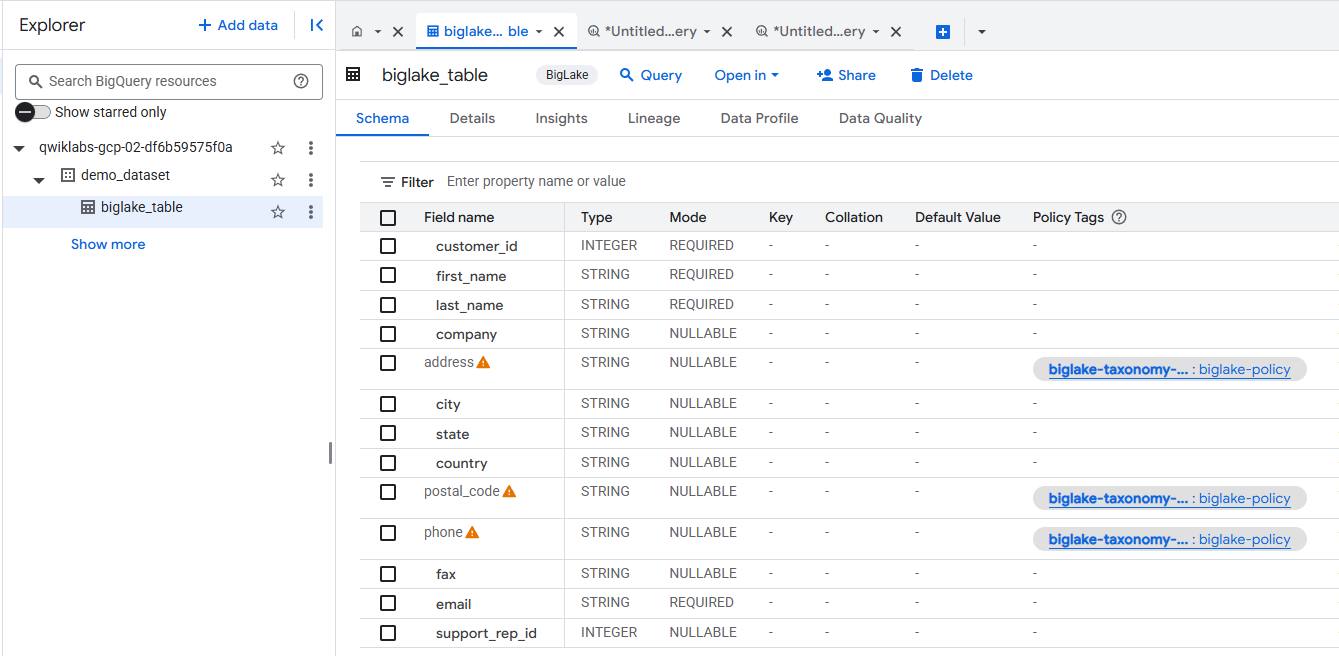 Explorer
+ Add data
biglake... ble
*Untitled...ery
*Untitled...ery
Search BigQuery resources
Show starred only
qwiklabs-gcp-02-df6b59575f0a
demo_dataset
biglake_table
Show more
biglake_table BigLake Query Open in Share Delete
Schema Details Insights Lineage Data Profile Data Quality
Filter Enter property name or value
Field name Type Mode Key Collation Default Value Policy Tags
customer_id INTEGER REQUIRED - - - -
first_name STRING REQUIRED - - - -
last_name STRING REQUIRED - - - -
company STRING NULLABLE - - - -
address STRING NULLABLE - - - biglake-taxonomy-... : biglake-policy
city STRING NULLABLE - - - -
state STRING NULLABLE - - - -
country STRING NULLABLE - - - -
postal_code STRING NULLABLE - - - biglake-taxonomy-... : biglake-policy
phone STRING NULLABLE - - - biglake-taxonomy-... : biglake-policy
fax STRING NULLABLE - - - -
email STRING REQUIRED - - - -
support_rep_id INTEGER NULLABLE - - - -